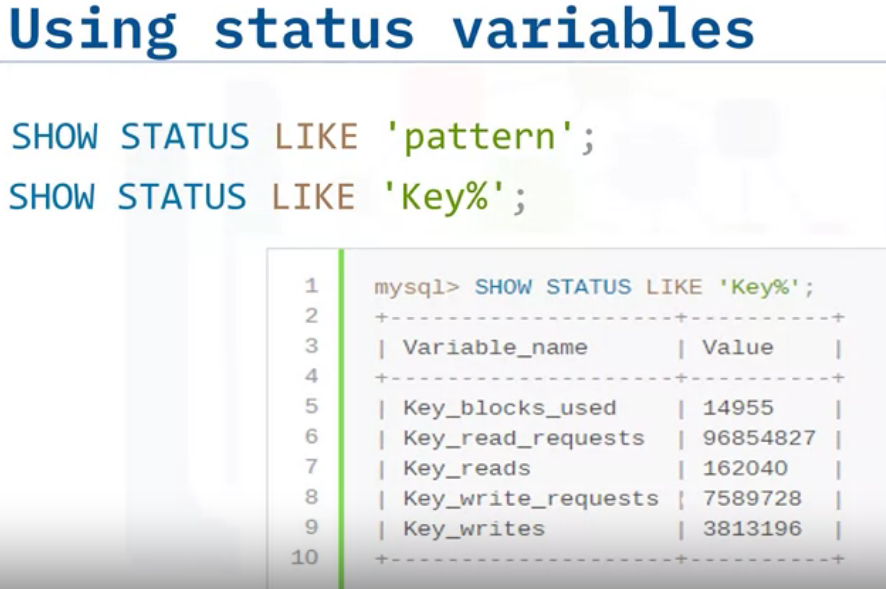 Using status variables
SHOW STATUS LIKE 'pattern';
SHOW STATUS LIKE 'Key%';
1 mysql> SHOW STATUS LIKE 'Key%';
2 +--------------------+----------+
3 | Variable_name | Value |
4 +--------------------+----------+
5 | Key_blocks_used | 14955 |
6 | Key_read_requests | 96854827 |
7 | Key_reads | 162040 |
8 | Key_write_requests | 7589728 |
9 | Key_writes | 3813196 |
10 +--------------------+----------+